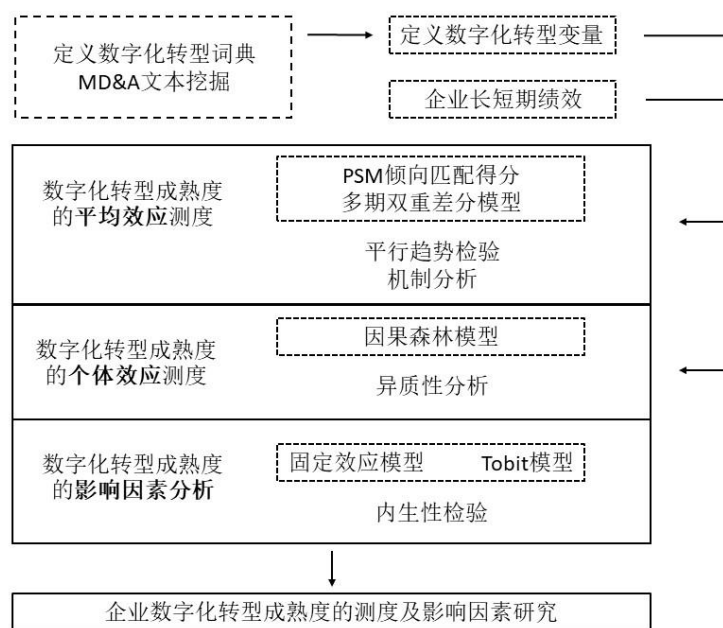 定义数字化转型词典
MD&A文本挖掘
定义数字化转型变量
企业长短期绩效
数字化转型成熟度
的平均效应测度
PSM倾向匹配得分
多期双重差分模型
平行趋势检验
机制分析
数字化转型成熟度
的个体效应测度
因果森林模型
异质性分析
数字化转型成熟度
的影响因素分析
固定效应模型 Tobit模型
内生性检验
企业数字化转型成熟度的测度及影响因素研究